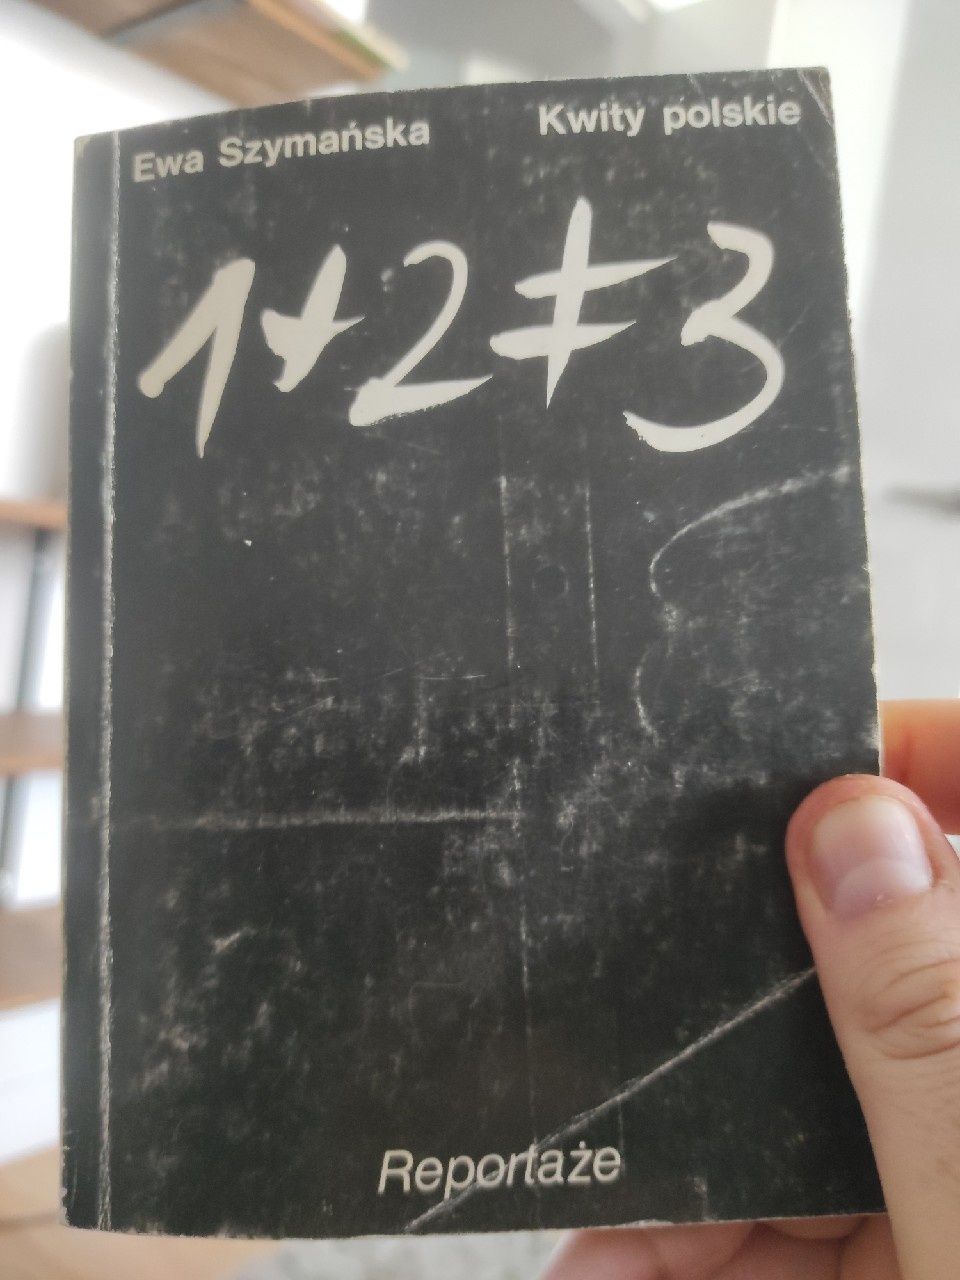 Ewa Szymańska Kwity polskie
1+2≠3
Reportaże